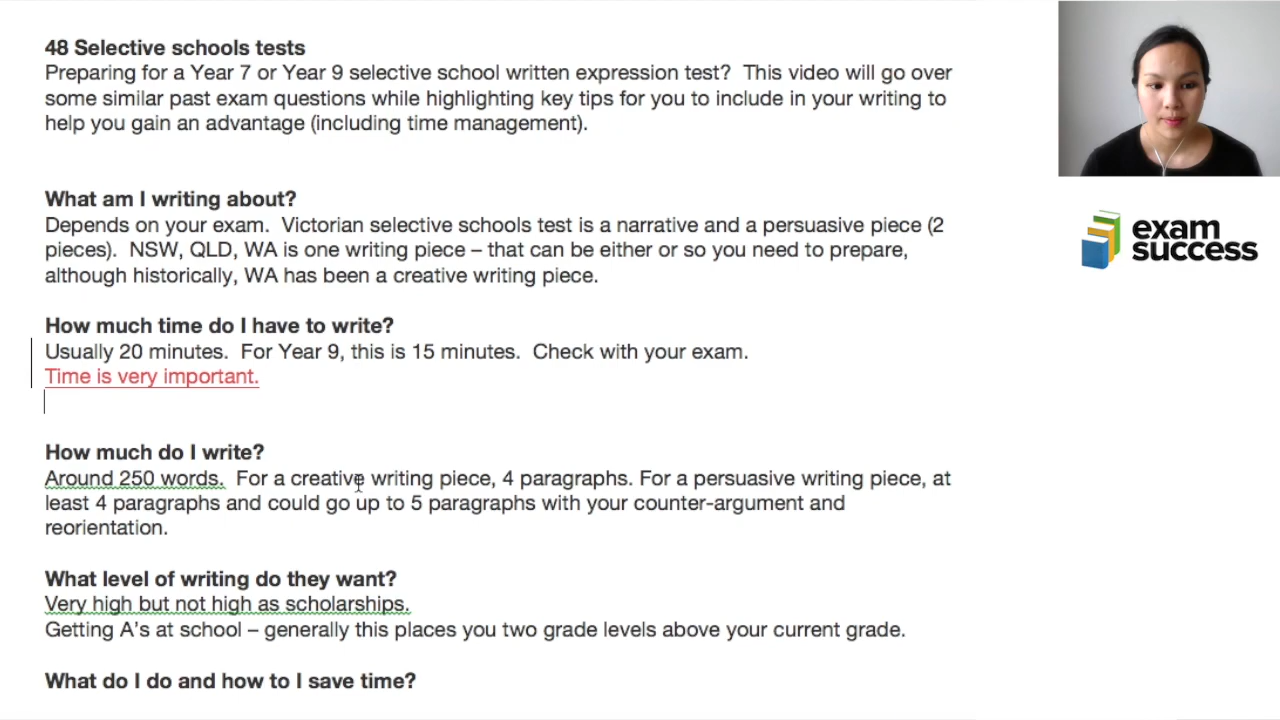 48 Selective schools tests
Preparing for a Year 7 or Year 9 selective school written expression test?  This video will go over
some similar past exam questions while highlighting key tips for you to include in your writing to
help you gain an advantage (including time management).
What am I writing about?
Depends on your exam.  Victorian selective schools test is a narrative and a persuasive piece (2
pieces).  NSW, QLD, WA is one writing piece – that can be either or so you need to prepare,
although historically, WA has been a creative writing piece.
How much time do I have to write?
Usually 20 minutes.  For Year 9, this is 15 minutes.  Check with your exam.
Time is very important.
How much do I write?
Around 250 words.  For a creative writing piece, 4 paragraphs. For a persuasive writing piece, at
least 4 paragraphs and could go up to 5 paragraphs with your counter-argument and
reorientation.
What level of writing do they want?
Very high but not high as scholarships.
Getting A's at school – generally this places you two grade levels above your current grade.
What do I do and how to I save time?
exam
success